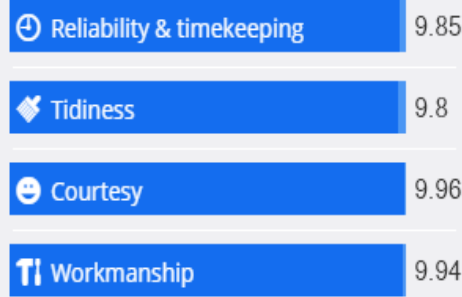 Reliability & timekeeping 9.85
Tidiness 9.8
Courtesy 9.96
Workmanship 9.94